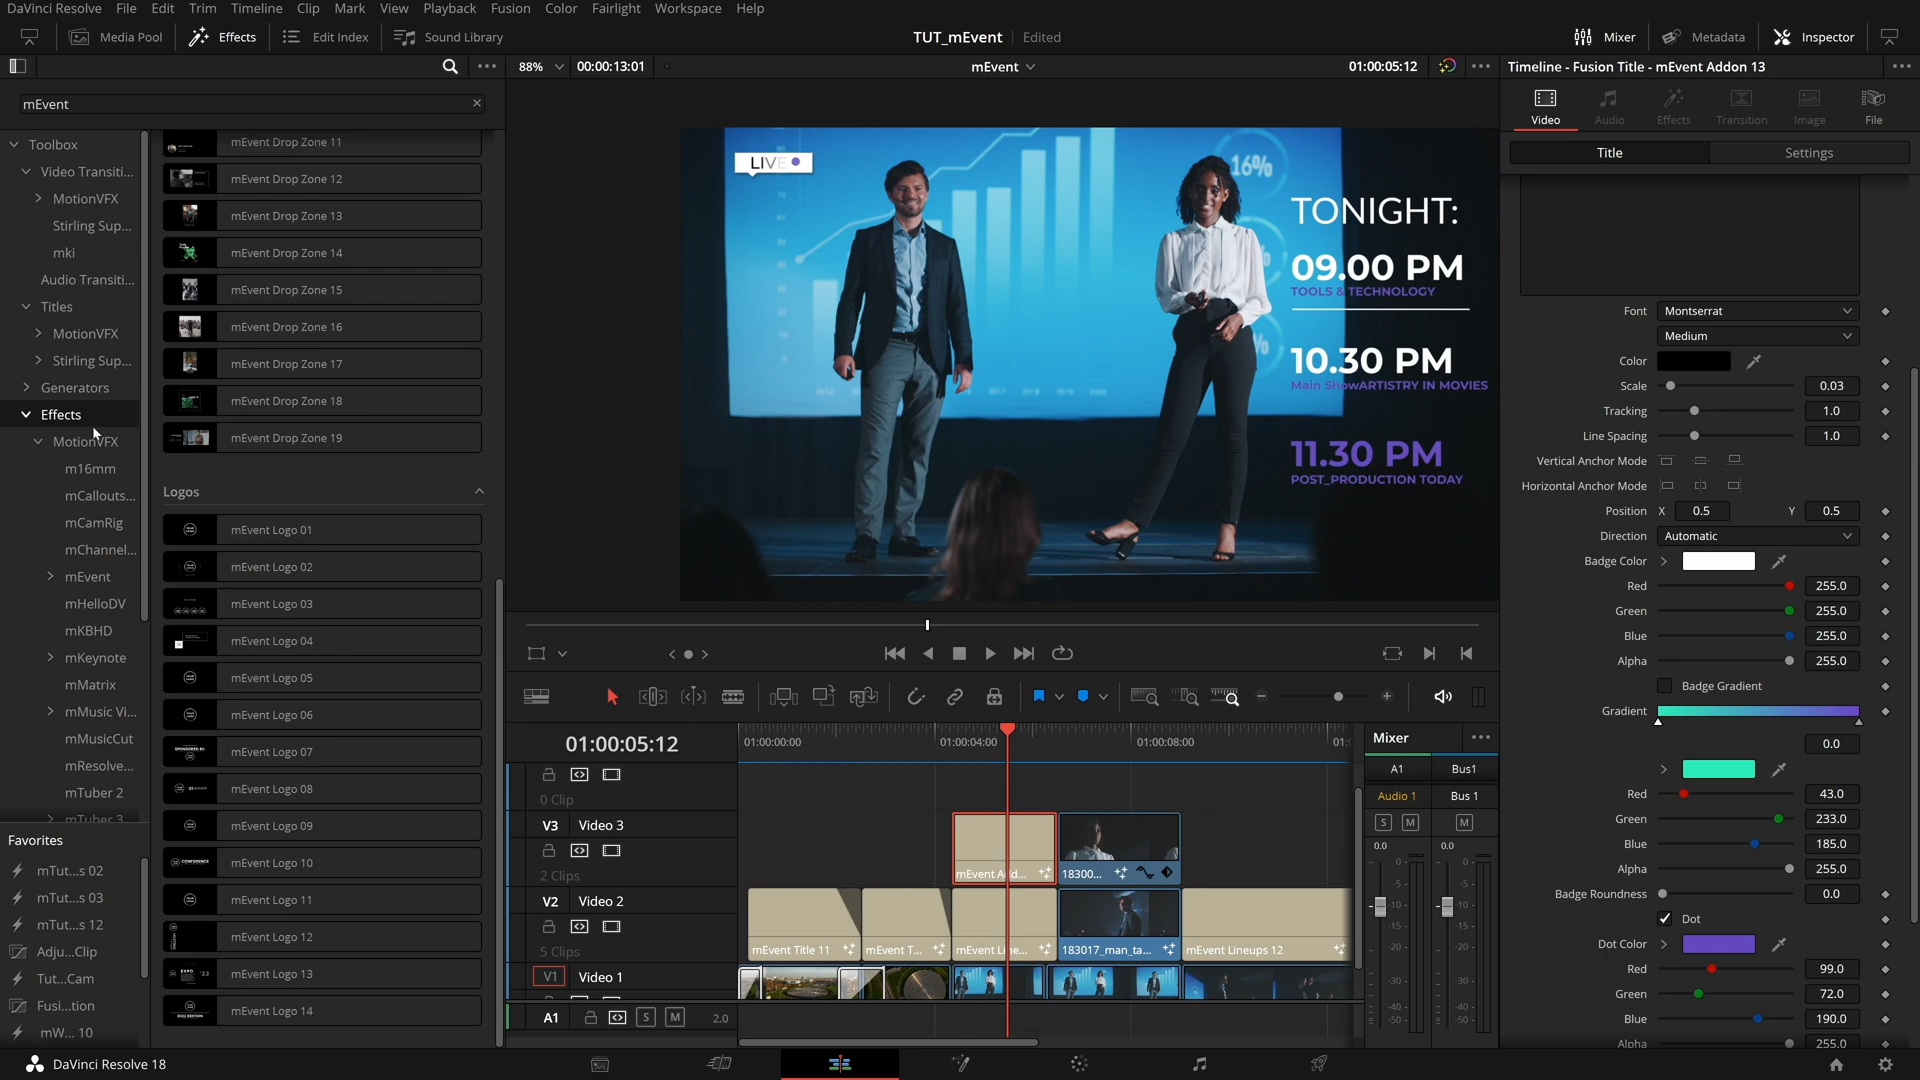 DaVinci Resolve File Edit Trim Timeline Clip Mark View Playback Fusion Color Fairlight Workspace Help
Media Pool Effects Edit Index Sound Library TUT_mEvent Edited Mixer Metadata Inspector
88% 00:00:13:01 mEvent 01:00:05:12 Timeline - Fusion Title - mEvent Addon 13
mEvent
Video Audio Effects Transition Image File
Title Settings
Toolbox
Video Transiti...
MotionVFX
Stirling Sup...
mki
Audio Transiti...
Titles
MotionVFX
Stirling Sup...
Generators
Effects
MotionVFX
m16mm
mCallouts...
mCamRig
mChannel...
mEvent
mHelloDV
mKBHD
mKeynote
mMatrix
mMusic Vi...
mMusicCut
mResolve...
mTuber 2
mTuber 3
Favorites
mTut...s 02
mTut...s 03
mTut...s 12
Adju...Clip
Tut...Cam
Fusi...tion
mW... 10
mEvent Drop Zone 11
mEvent Drop Zone 12
mEvent Drop Zone 13
mEvent Drop Zone 14
mEvent Drop Zone 15
mEvent Drop Zone 16
mEvent Drop Zone 17
mEvent Drop Zone 18
mEvent Drop Zone 19
Logos
mEvent Logo 01
mEvent Logo 02
mEvent Logo 03
mEvent Logo 04
mEvent Logo 05
mEvent Logo 06
mEvent Logo 07
mEvent Logo 08
mEvent Logo 09
mEvent Logo 10
mEvent Logo 11
mEvent Logo 12
mEvent Logo 13
mEvent Logo 14
LIVE
16%
TONIGHT:
09.00 PM
TOOLS & TECHNOLOGY
10.30 PM
Main ShowARTISTRY IN MOVIES
11.30 PM
POST_PRODUCTION TODAY
Font Montserrat
Medium
Color
Scale 0.03
Tracking 1.0
Line Spacing 1.0
Vertical Anchor Mode
Horizontal Anchor Mode
Position X 0.5 Y 0.5
Direction Automatic
Badge Color
Red 255.0
Green 255.0
Blue 255.0
Alpha 255.0
Badge Gradient
Gradient
0.0
Red 43.0
Green 233.0
Blue 185.0
Alpha 255.0
Badge Roundness 0.0
Dot
Dot Color
Red 99.0
Green 72.0
Blue 190.0
Alpha 255.0
01:00:05:12 01:00:00:00 01:00:04:00 01:00:08:00
0 Clip
V3 Video 3
2 Clips
mEvent Add... 18300...
V2 Video 2
5 Clips
mEvent Title 11 mEvent T... mEvent Line... 183017_man_ta... mEvent Lineups 12
V1 Video 1
A1 S M 2.0
Mixer
A1 Bus1
Audio 1 Bus 1
S M M
0.0 0.0
DaVinci Resolve 18